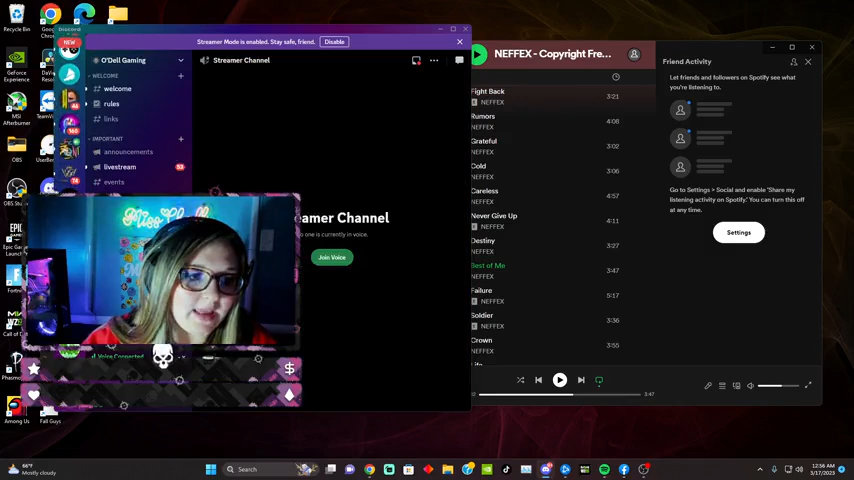 Recycle Bin
Google Chrome
GeForce Experience
MSI Afterburner
OBS
OBS Studio
Epic Games Launcher
Fortnite
Call of Duty
Among Us
Fall Guys
Discord
NEW
Streamer Mode is enabled. Stay safe, friend.
Disable
O'Dell Gaming
WELCOME
welcome
rules
links
IMPORTANT
announcements
livestream
53
events
46
160
74
Streamer Channel
eamer Channel
o one is currently in voice.
Join Voice
Voice Connected
NEFFEX - Copyright Fre...
Fight Back
E NEFFEX
3:21
Rumors
NEFFEX
4:08
Grateful
NEFFEX
3:02
Cold
NEFFEX
3:06
Careless
NEFFEX
4:57
Never Give Up
NEFFEX
4:11
Destiny
NEFFEX
3:27
Best of Me
NEFFEX
3:47
Failure
E NEFFEX
5:17
Soldier
E NEFFEX
3:36
Crown
NEFFEX
3:55
3:47
Friend Activity
Let friends and followers on Spotify see what
you're listening to.
Go to Settings > Social and enable 'Share my
listening activity on Spotify.' You can turn this off
at any time.
Settings
66°F
Mostly cloudy
Search
12:56 AM
3/17/2023